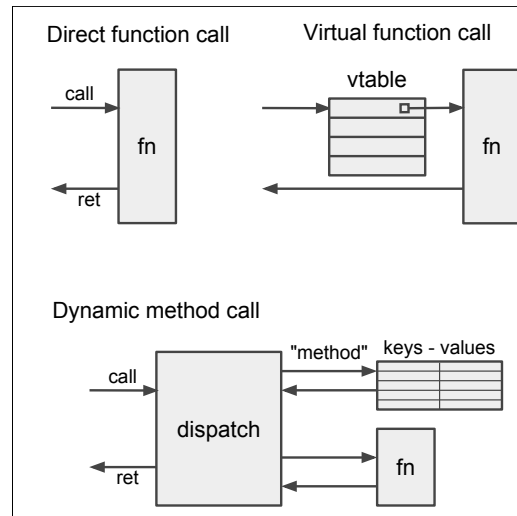 Direct function call
Virtual function call
call
fn
ret
vtable
fn
Dynamic method call
call
dispatch
ret
"method"
keys - values
fn